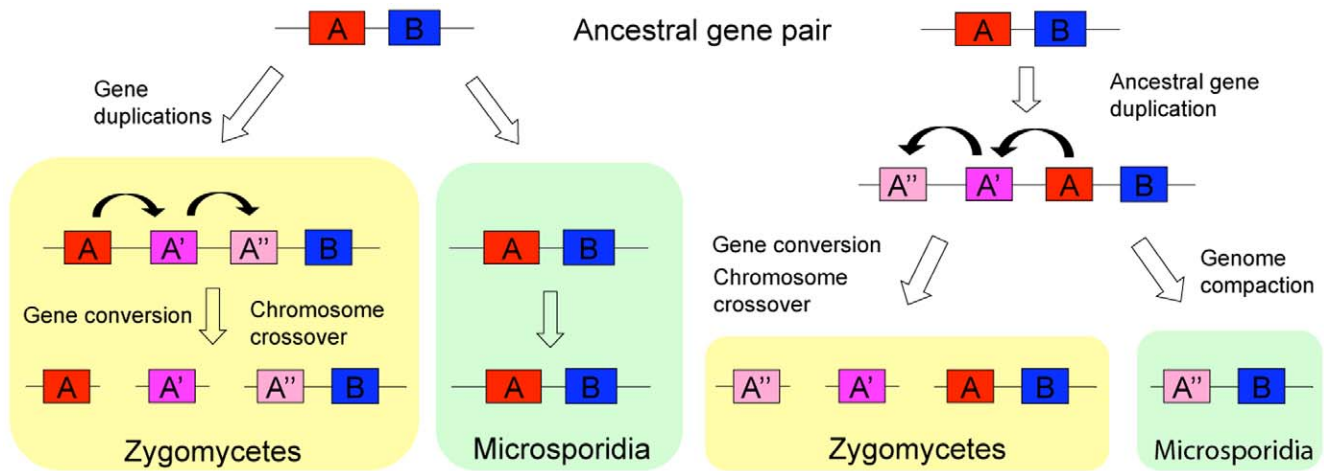 A B
Ancestral gene pair
A B
Gene
duplications
Ancestral gene
duplication
A'' A' A B
A A' A'' B
A B
Gene conversion
Chromosome
crossover
Genome
compaction
Gene conversion
Chromosome
crossover
A A' A'' B
Zygomycetes
A B
Microsporidia
A'' A' A B
Zygomycetes
A'' B
Microsporidia